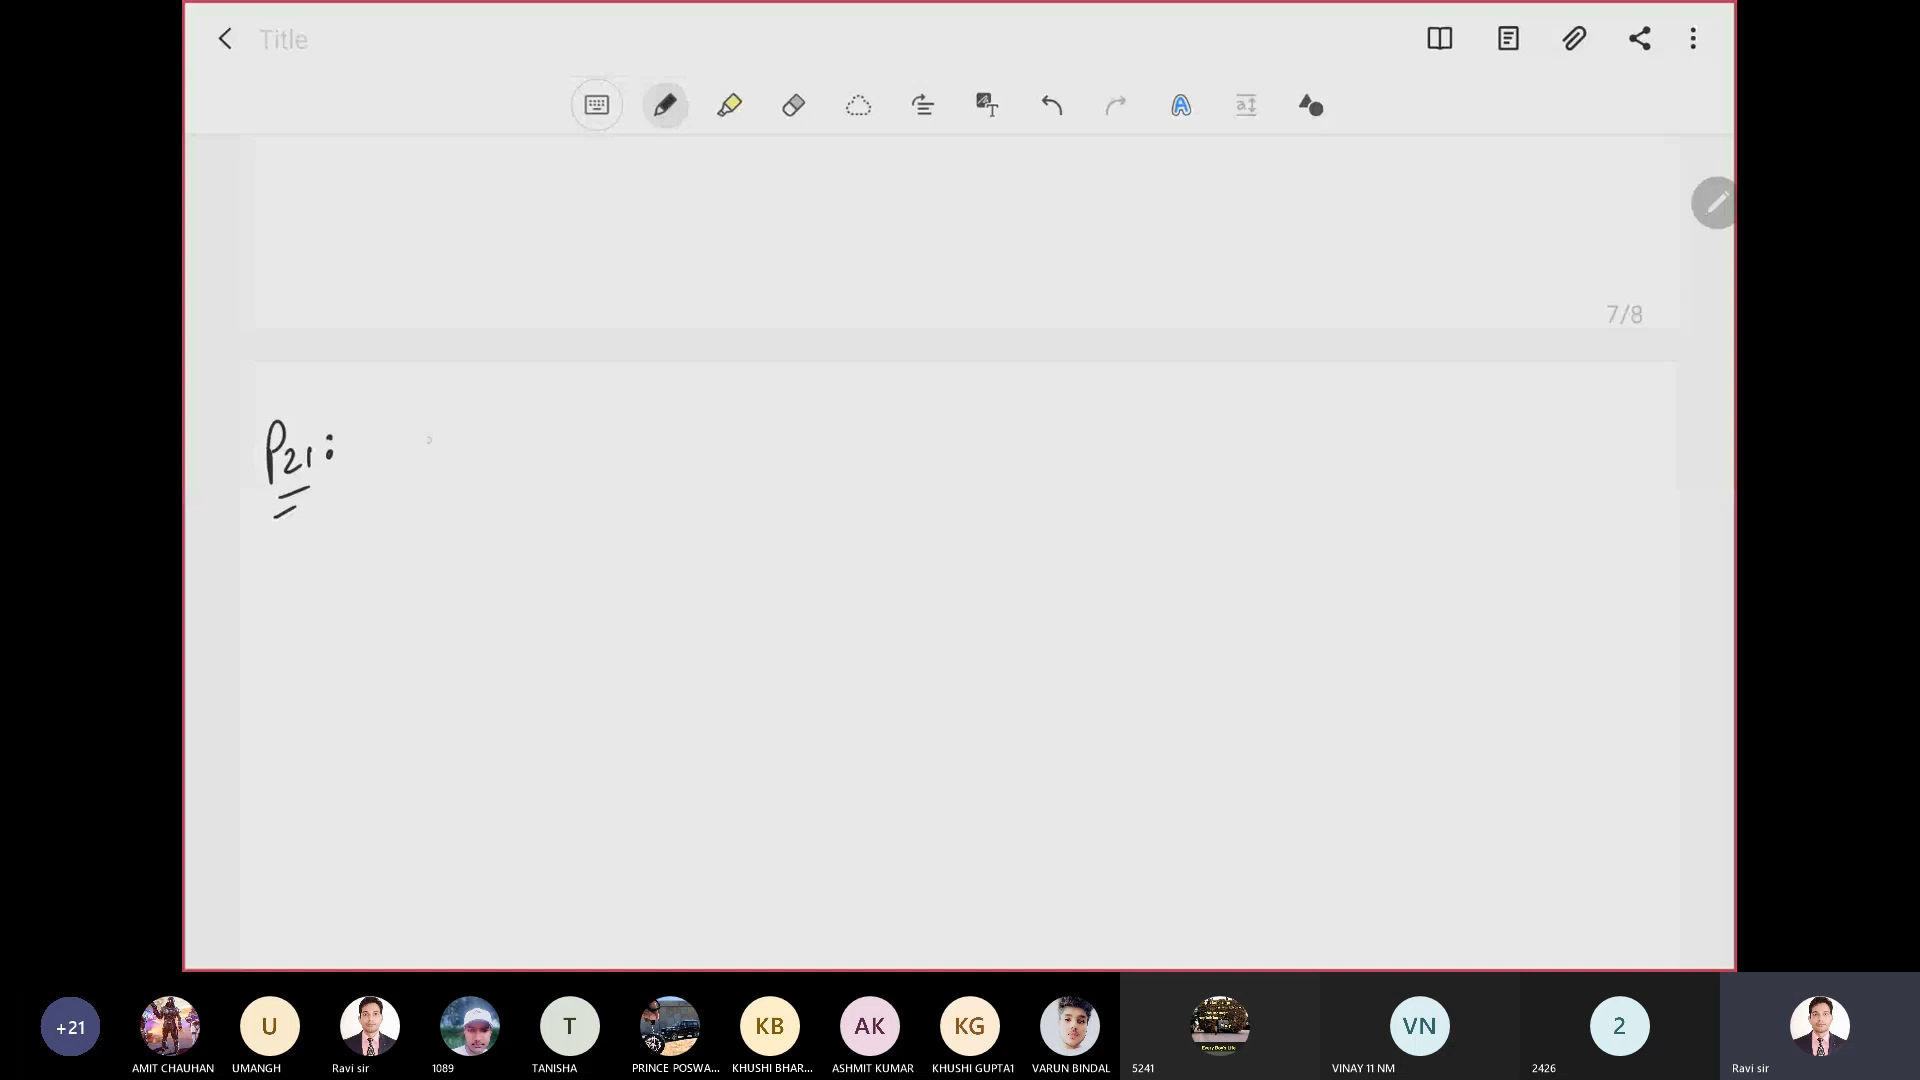 Title
7/8
P21:
+21
U
T
KB
AK
KG
VN
2
AMIT CHAUHAN
UMANGH
Ravi sir
1089
TANISHA
PRINCE POSWA...
KHUSHI BHAR...
ASHMIT KUMAR
KHUSHI GUPTA1
VARUN BINDAL
5241
VINAY 11 NM
2426
Ravi sir